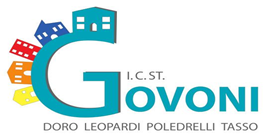 I.C. ST.
GOVONI
DORO LEOPARDI POLEDRELLI TASSO